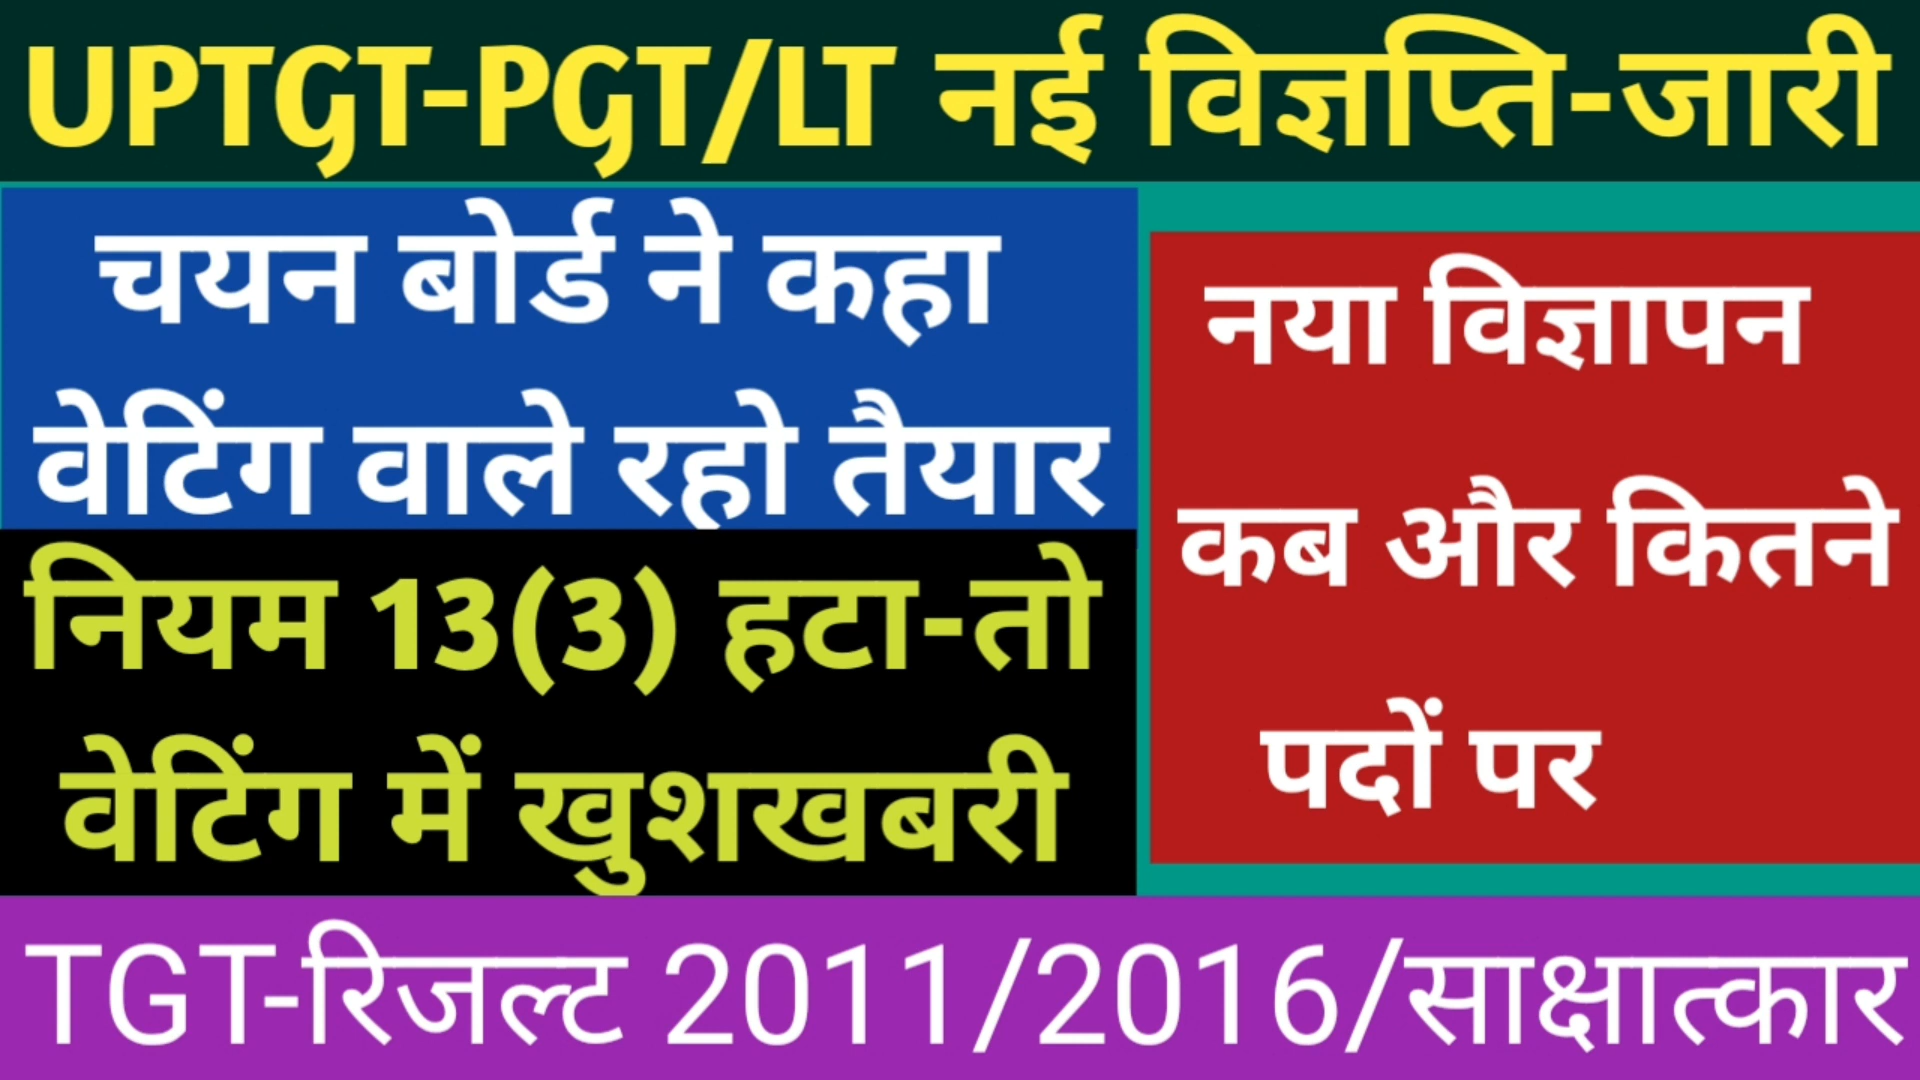 UPTGT-PGT/LT नई विज्ञप्ति-जारी
चयन बोर्ड ने कहा
वेटिंग वाले रहो तैयार
नियम 13(3) हटा-तो
वेटिंग में खुशखबरी
नया विज्ञापन
कब और कितने
पदों पर
TGT-रिजल्ट 2011/2016/साक्षात्कार